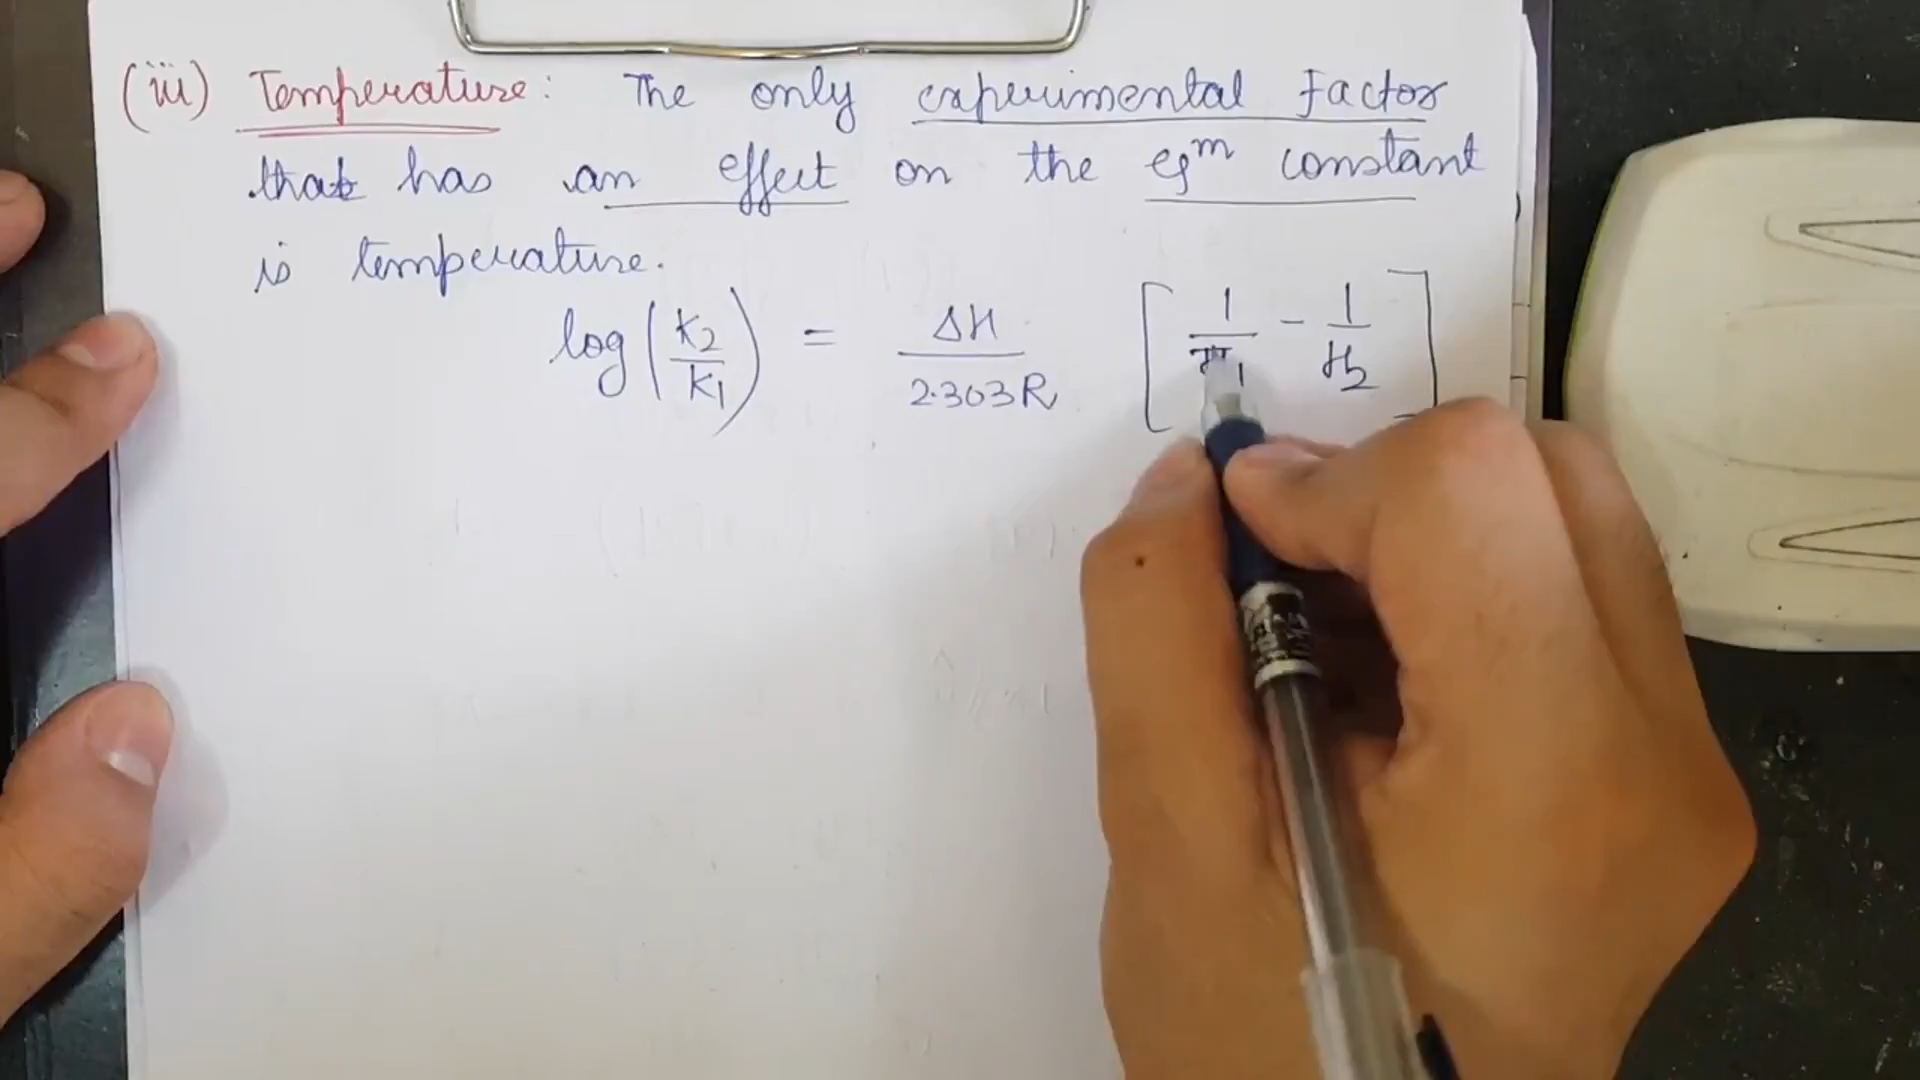 (iii) Temperature: The only experimental Factor
that has an effect on the eqm constant
is temperature.
log(K2/K1) = ΔH/2.303R [1/T1 - 1/T2]